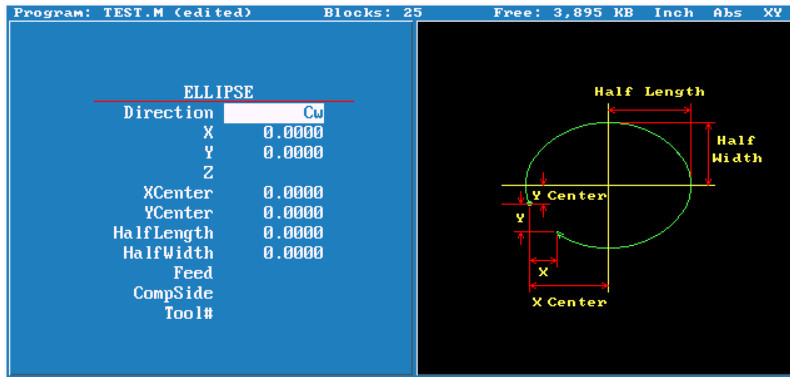 Program: TEST.M (edited) Blocks: 25 Free: 3,895 KB Inch Abs XY
ELLIPSE
Direction Cw
X 0.0000
Y 0.0000
Z
XCenter 0.0000
YCenter 0.0000
HalfLength 0.0000
HalfWidth 0.0000
Feed
CompSide
Tool#
Half Length
Half
Width
Y Center
Y
X
X Center